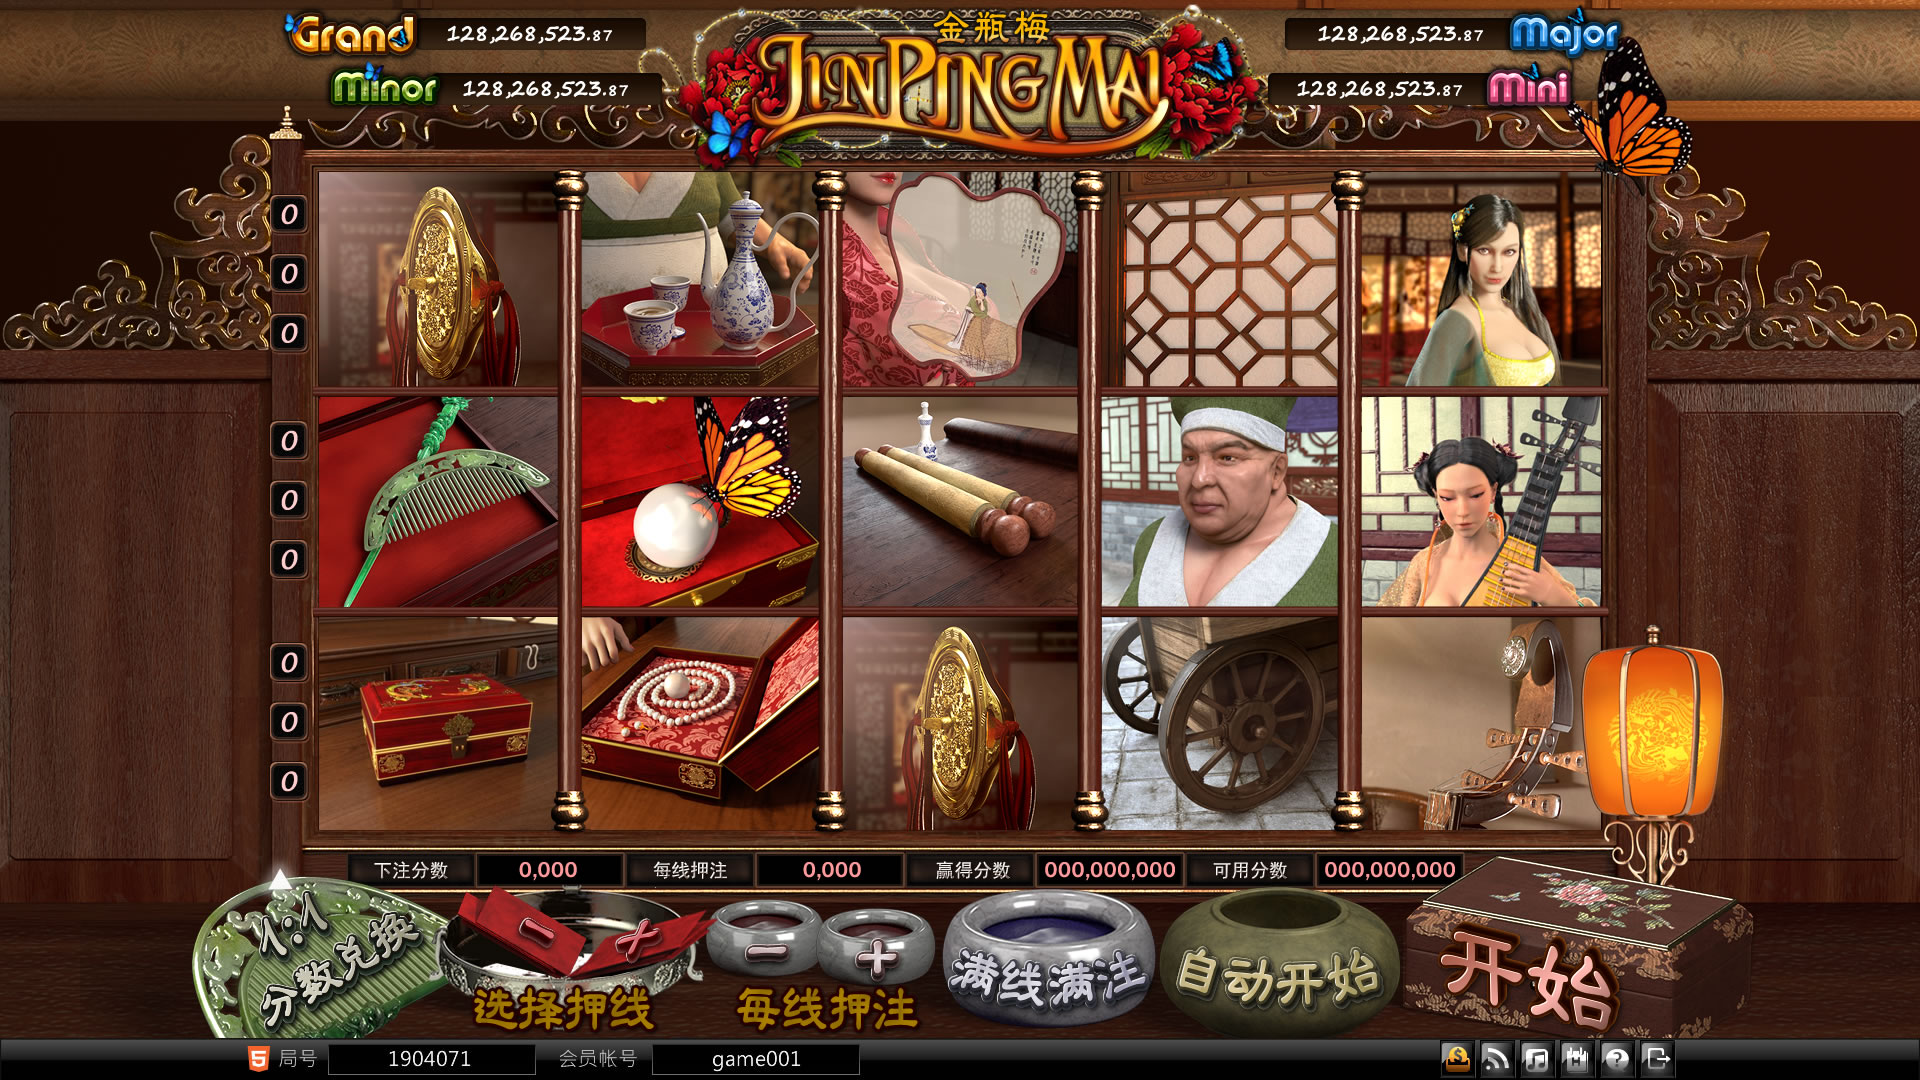 Grand 128,268,523.87
金瓶梅
128,268,523.87 Major
Minor 128,268,523.87
JIN PING MAI
128,268,523.87 Mini
0
0
0
0
0
0
0
0
0
下注分数 0,000 每线押注 0,000 赢得分数 000,000,000 可用分数 000,000,000
1:1
分数兑换
选择押线
− +
每线押注
满线满注
自动开始
开始
5 局号 1904071 会员帐号 game001